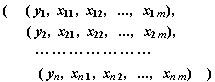 ( ( y₁, x₁₁, x₁₂, ..., x₁ₘ),
( y₂, x₂₁, x₂₂, ..., x₂ₘ),
........................
( yₙ, xₙ₁, xₙ₂, ..., xₙₘ) )